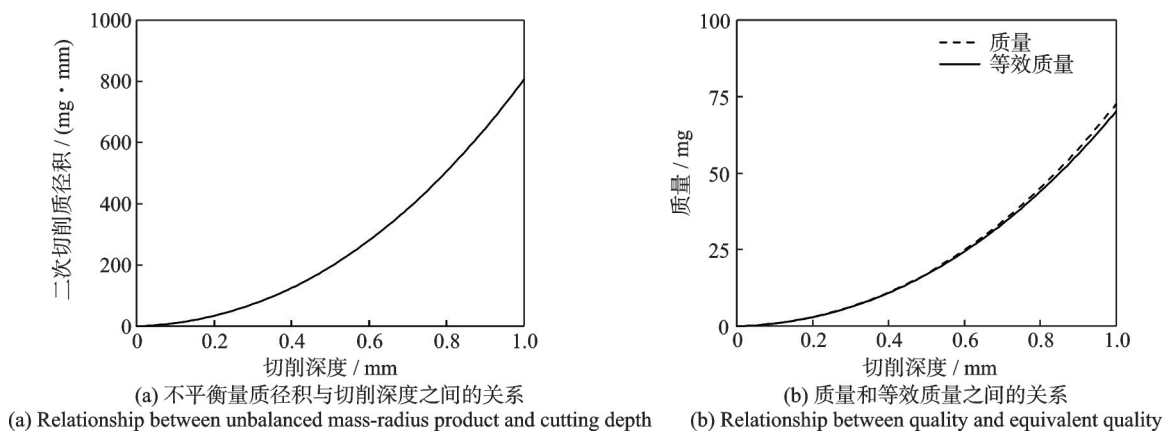 1000
800
600
400
200
0
二次切削质径积 / (mg·mm)
0 0.2 0.4 0.6 0.8 1.0
切削深度 / mm
(a) 不平衡量质径积与切削深度之间的关系
(a) Relationship between unbalanced mass-radius product and cutting depth
100
75
50
25
0
质量 / mg
质量
等效质量
0 0.2 0.4 0.6 0.8 1.0
切削深度 / mm
(b) 质量和等效质量之间的关系
(b) Relationship between quality and equivalent quality